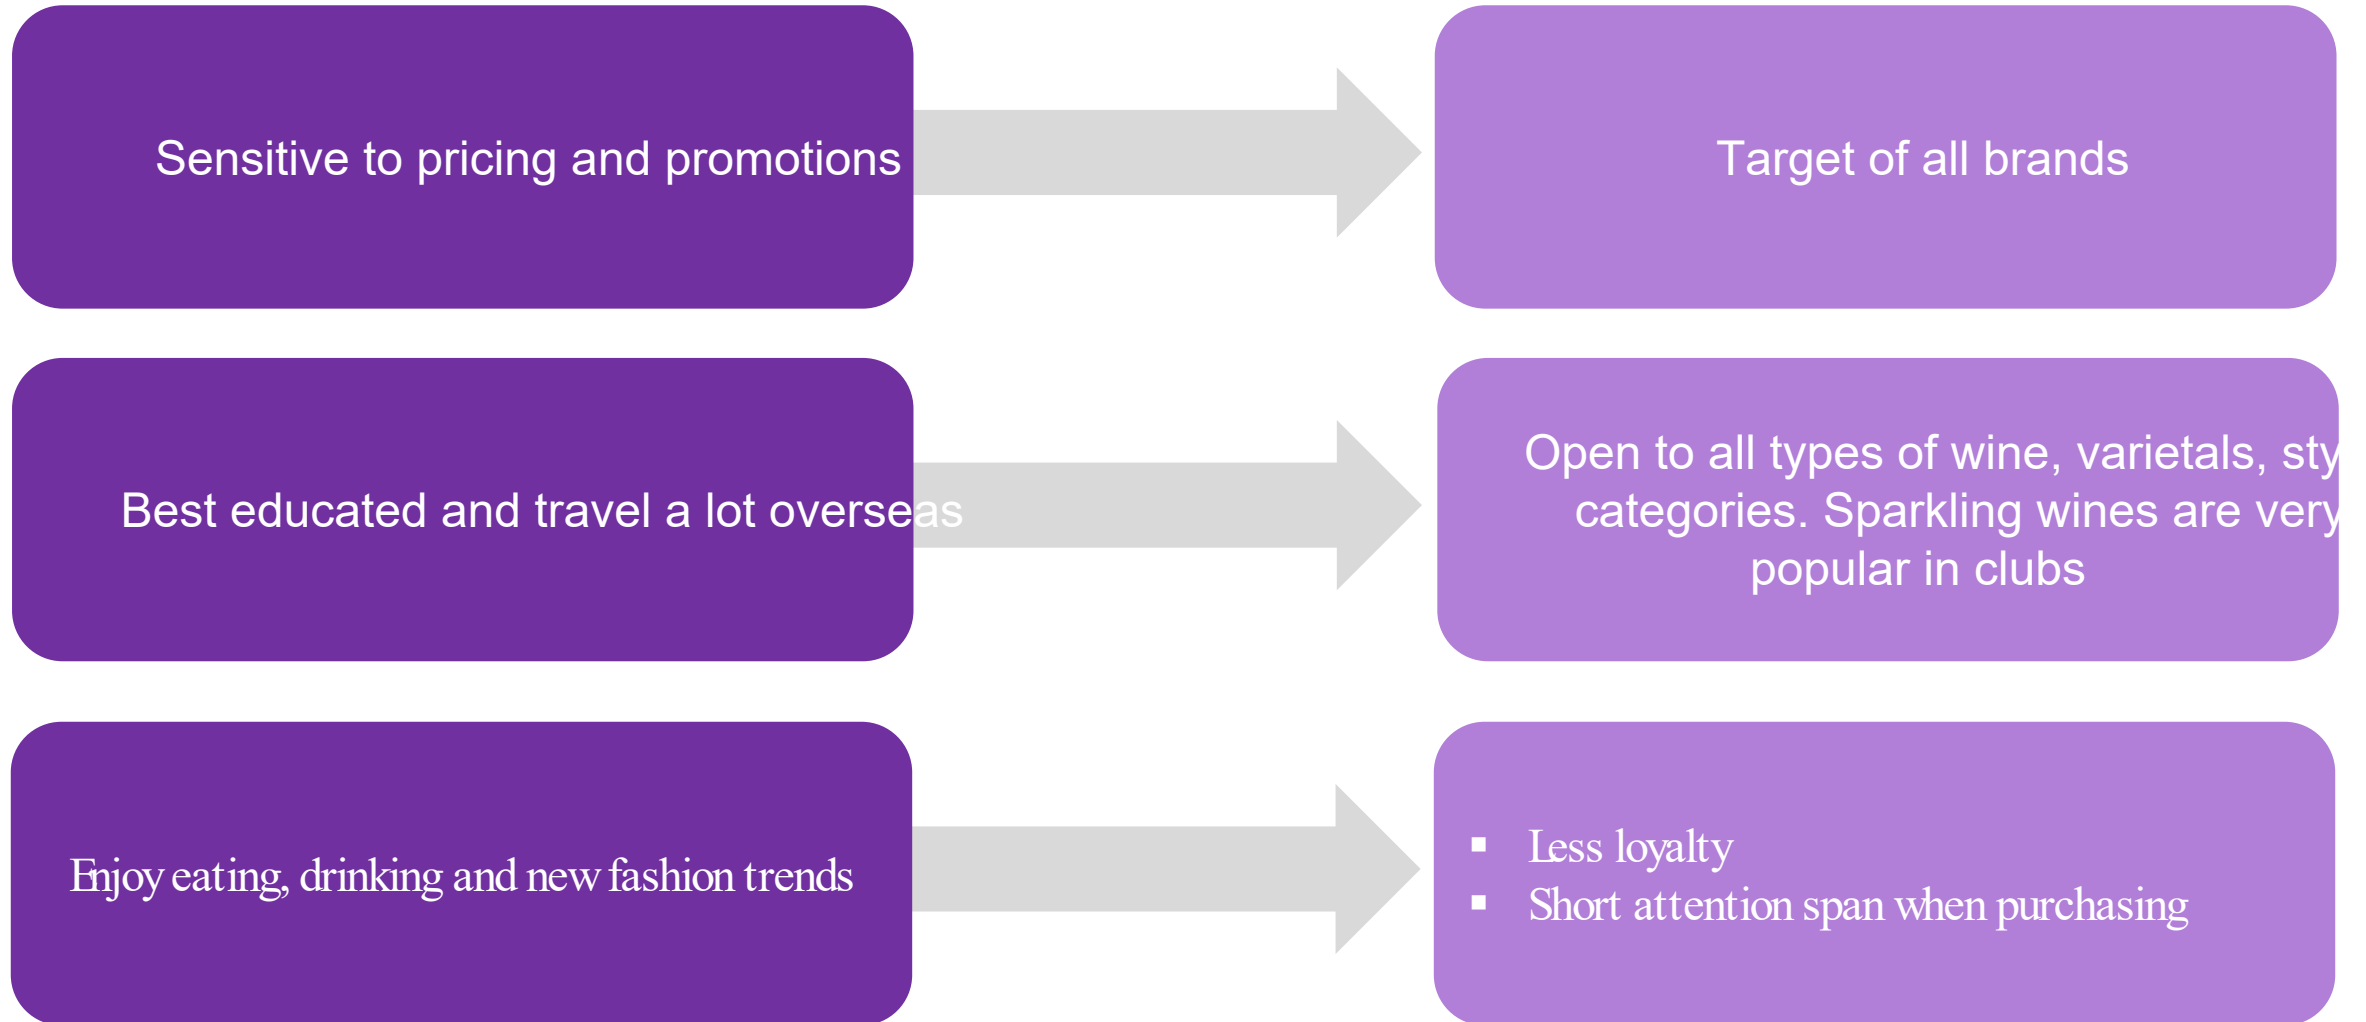 Sensitive to pricing and promotions
Target of all brands
Best educated and travel a lot overseas
Open to all types of wine, varietals,
categories. Sparkling wines are very
popular in clubs
Enjoy eating, drinking and new fashion trends
▪ Less loyalty
▪ Short attention span when purchasing